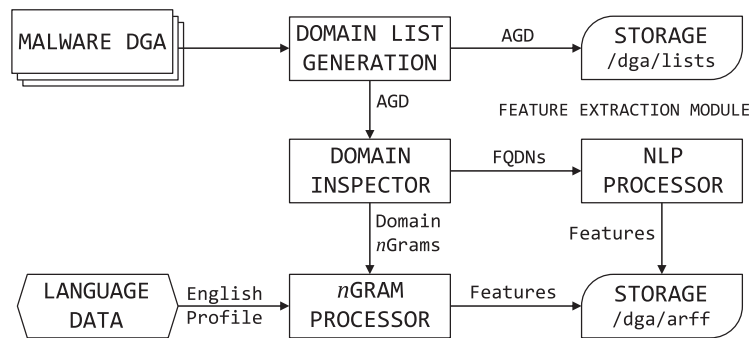 MALWARE DGA
DOMAIN LIST
GENERATION
AGD
STORAGE
/dga/lists
AGD
FEATURE EXTRACTION MODULE
DOMAIN
INSPECTOR
FQDNs
NLP
PROCESSOR
Domain
nGrams
Features
LANGUAGE
DATA
English
Profile
nGRAM
PROCESSOR
Features
STORAGE
/dga/arff